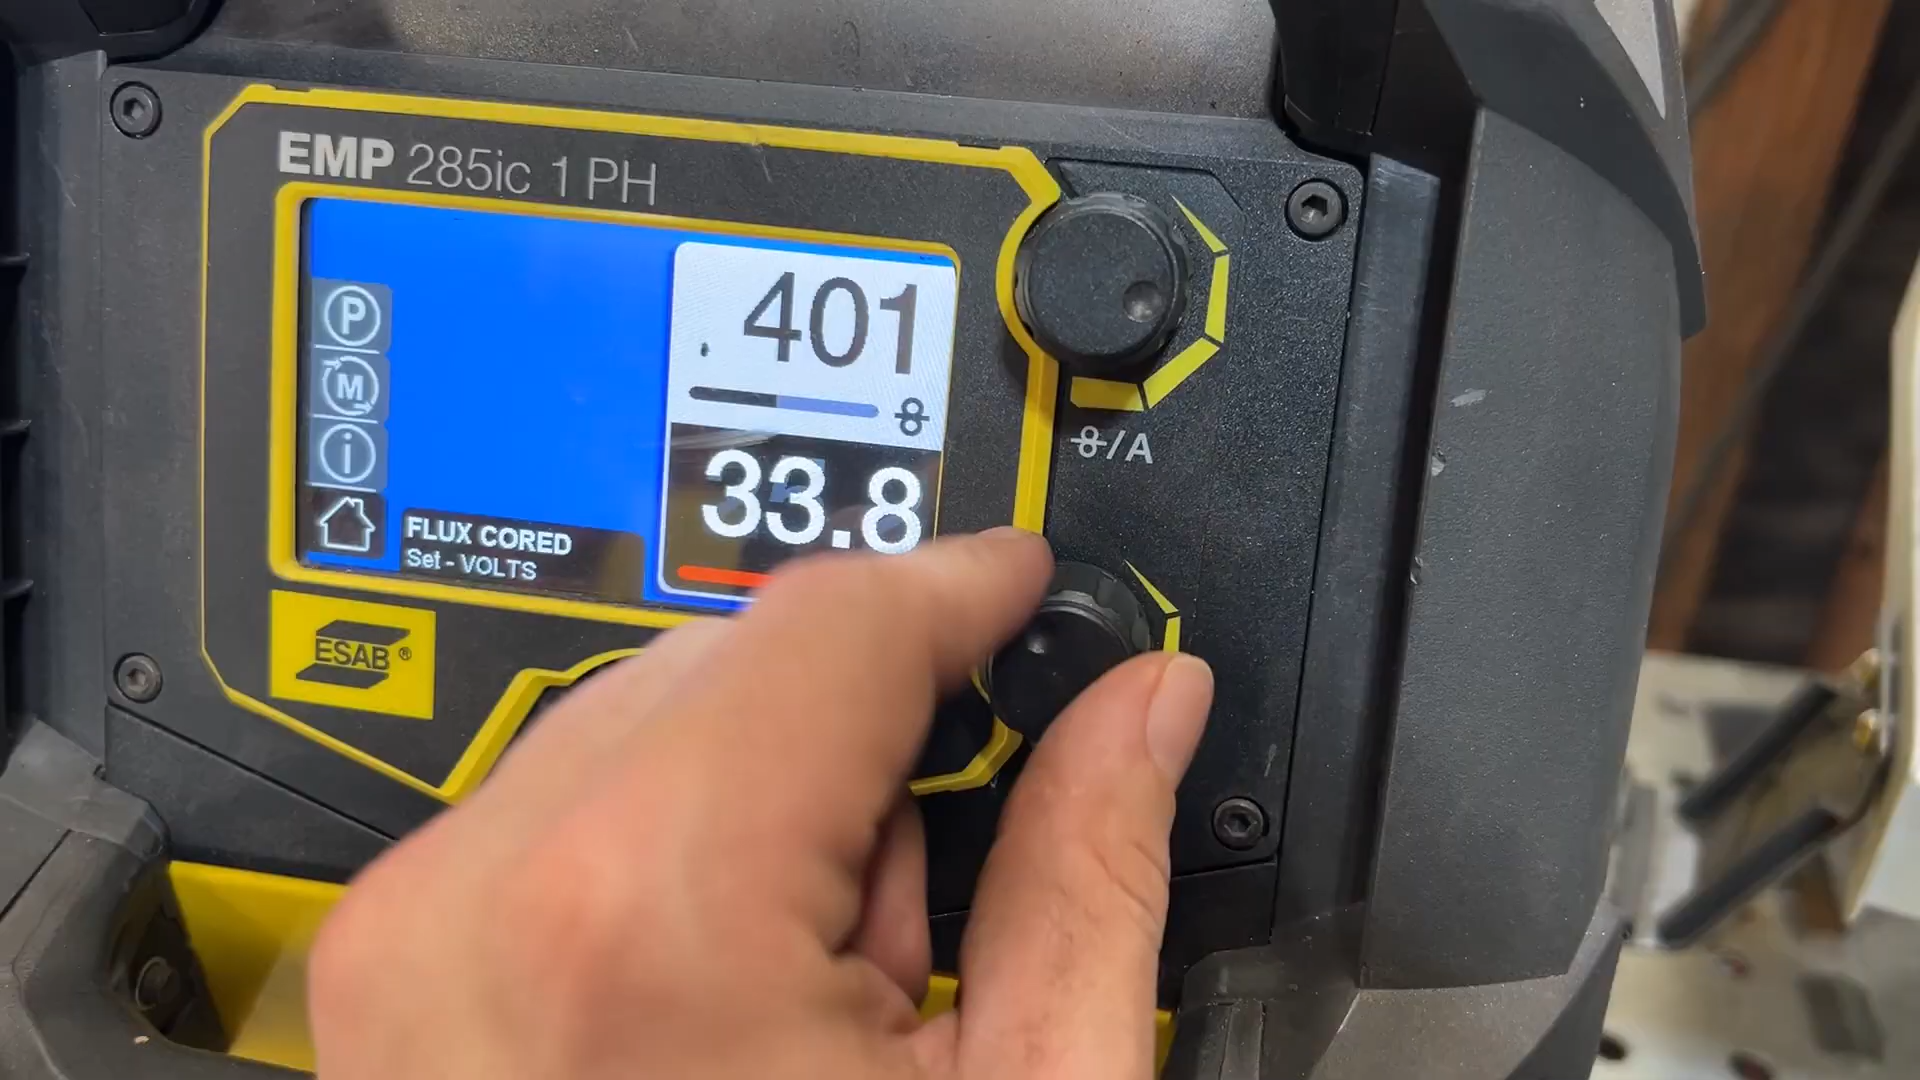 EMP 285ic 1 PH
401
P
M
i
33.8
FLUX CORED
Set - VOLTS
/A
ESAB®